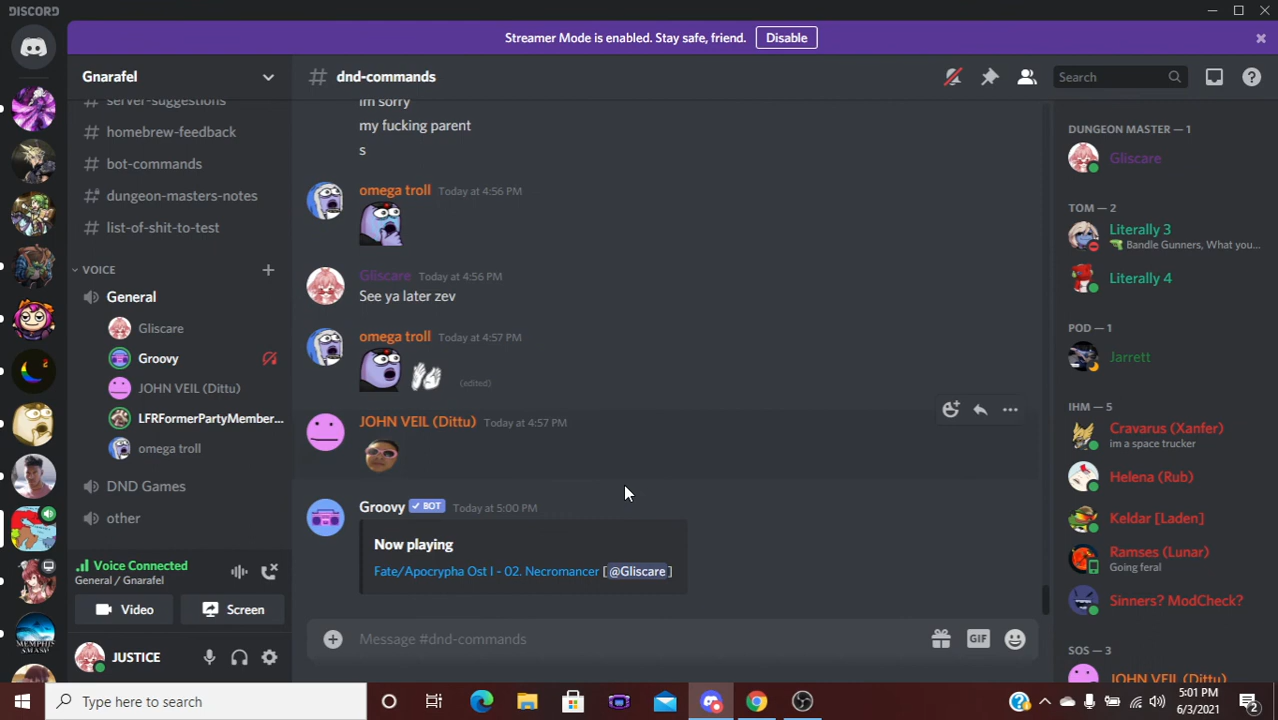 DISCORD
Streamer Mode is enabled. Stay safe, friend. Disable
Gnarafel
# dnd-commands
Search
server-suggestions
# homebrew-feedback
# bot-commands
# dungeon-masters-notes
# list-of-shit-to-test
VOICE
General
Gliscare
Groovy
JOHN VEIL (Dittu)
LFRFormerPartyMember...
omega troll
DND Games
other
Voice Connected
General / Gnarafel
Video
Screen
JUSTICE
im sorry
my fucking parent
s
omega troll Today at 4:56 PM
Gliscare Today at 4:56 PM
See ya later zev
omega troll Today at 4:57 PM
(edited)
JOHN VEIL (Dittu) Today at 4:57 PM
Groovy BOT Today at 5:00 PM
Now playing
Fate/Apocrypha Ost I - 02. Necromancer [@Gliscare]
Message #dnd-commands
GIF
DUNGEON MASTER — 1
Gliscare
TOM — 2
Literally 3
Bandle Gunners, What you...
Literally 4
POD — 1
Jarrett
IHM — 5
Cravarus (Xanfer)
im a space trucker
Helena (Rub)
Keldar [Laden]
Ramses (Lunar)
Going feral
Sinners? ModCheck?
SOS — 3
JOHN VEIL (Dittu)
Type here to search
5:01 PM
6/3/2021
2